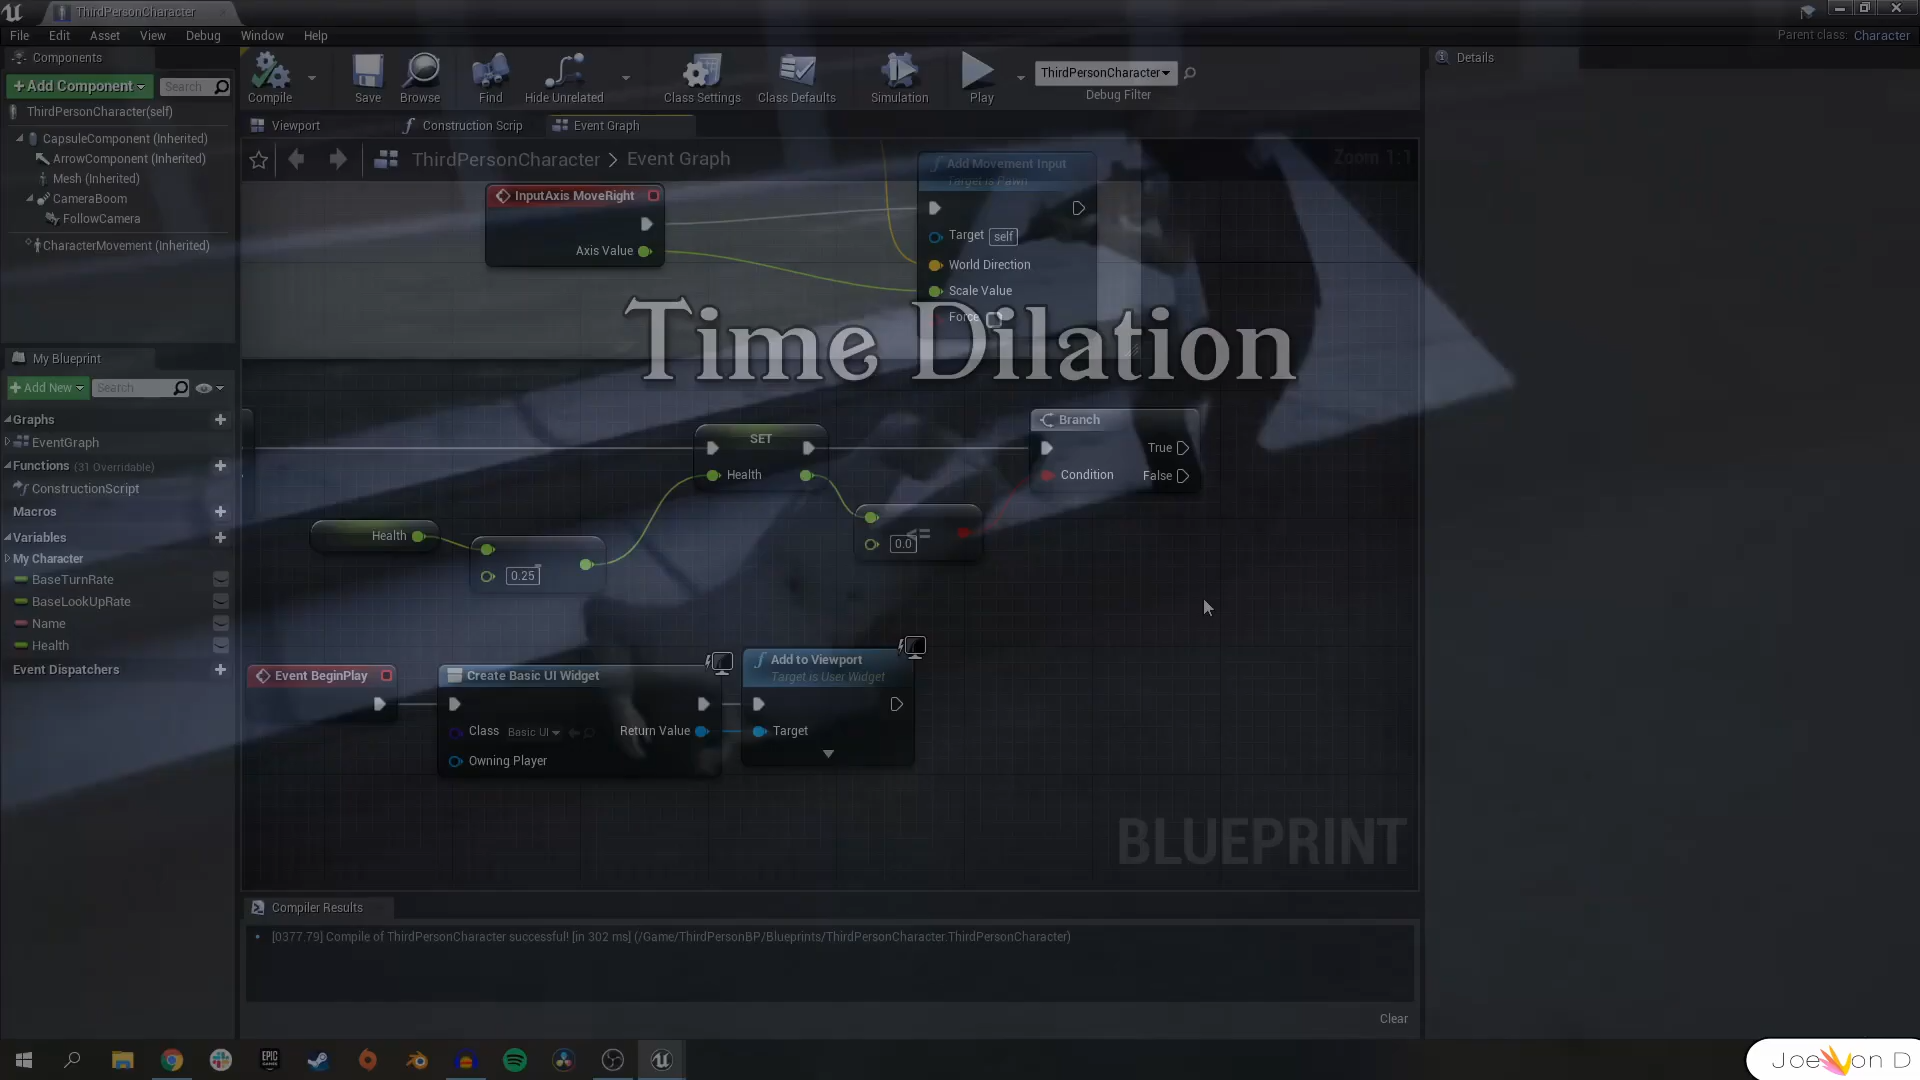 ThirdPersonCharacter
File Edit Asset View Debug Window Help
Parent class: Character
Components
Details
+Add Component
Search
Compile
Save
Browse
Find
Hide Unrelated
Class Settings
Class Defaults
Simulation
Play
ThirdPersonCharacter
Debug Filter
ThirdPersonCharacter(self)
CapsuleComponent (Inherited)
ArrowComponent (Inherited)
Mesh (Inherited)
CameraBoom
FollowCamera
CharacterMovement (Inherited)
Viewport
Construction Scrip
Event Graph
ThirdPersonCharacter > Event Graph
Zoom 1:1
InputAxis MoveRight
Axis Value
Add Movement Input
Target is Pawn
Target self
World Direction
Scale Value
Force
Time Dilation
My Blueprint
+Add New
Search
Graphs
EventGraph
Functions (31 Overridable)
ConstructionScript
Macros
Variables
My Character
BaseTurnRate
BaseLookUpRate
Name
Health
Event Dispatchers
SET
Health
Branch
True
Condition
False
Health
-
0.25
<=
0.0
Event BeginPlay
Create Basic UI Widget
Class Basic UI
Return Value
Owning Player
Add to Viewport
Target is User Widget
Target
BLUEPRINT
Compiler Results
[0377.79] Compile of ThirdPersonCharacter successful! [in 302 ms] (/Game/ThirdPersonBP/Blueprints/ThirdPersonCharacter.ThirdPersonCharacter)
Clear
EPIC
GAMES